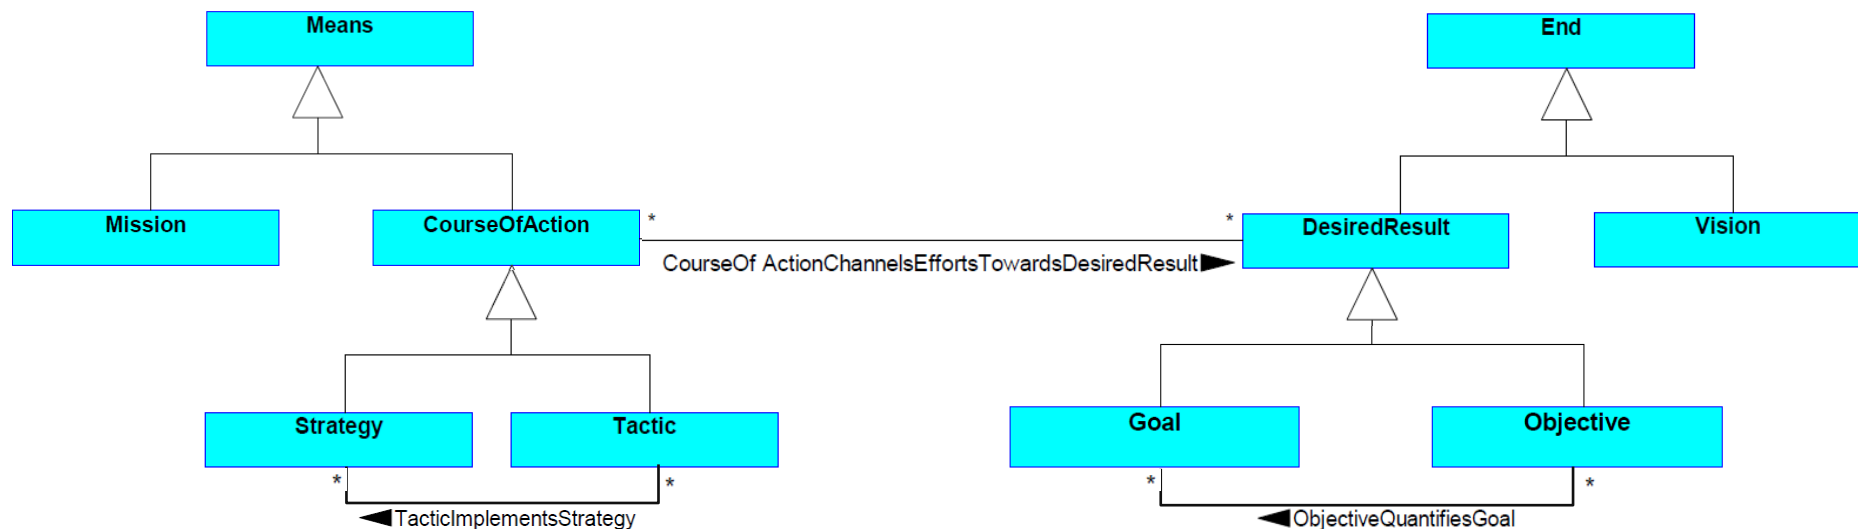 Means
End
Mission
CourseOfAction
*
*
DesiredResult
Vision
CourseOf ActionChannelsEffortsTowardsDesiredResult
Strategy
Tactic
Goal
Objective
*
*
*
*
TacticImplementsStrategy
ObjectiveQuantifiesGoal